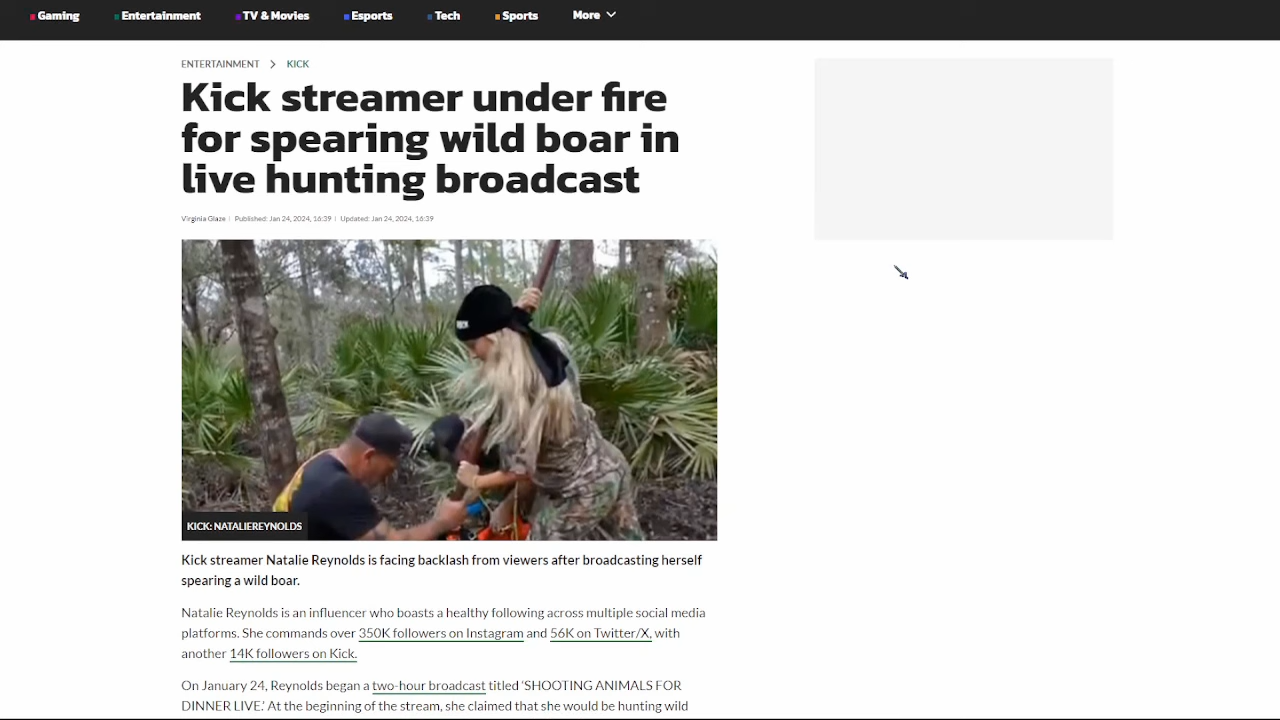 Gaming Entertainment TV & Movies Esports Tech Sports More
ENTERTAINMENT > KICK
Kick streamer under fire
for spearing wild boar in
live hunting broadcast
Virginia Glaze | Published: Jan 24, 2024, 16:39 | Updated: Jan 24, 2024, 16:39
KICK: NATALIEREYNOLDS
Kick streamer Natalie Reynolds is facing backlash from viewers after broadcasting herself
spearing a wild boar.
Natalie Reynolds is an influencer who boasts a healthy following across multiple social media
platforms. She commands over 350K followers on Instagram and 56K on Twitter/X, with
another 14K followers on Kick.
On January 24, Reynolds began a two-hour broadcast titled ‘SHOOTING ANIMALS FOR
DINNER LIVE.’ At the beginning of the stream, she claimed that she would be hunting wild